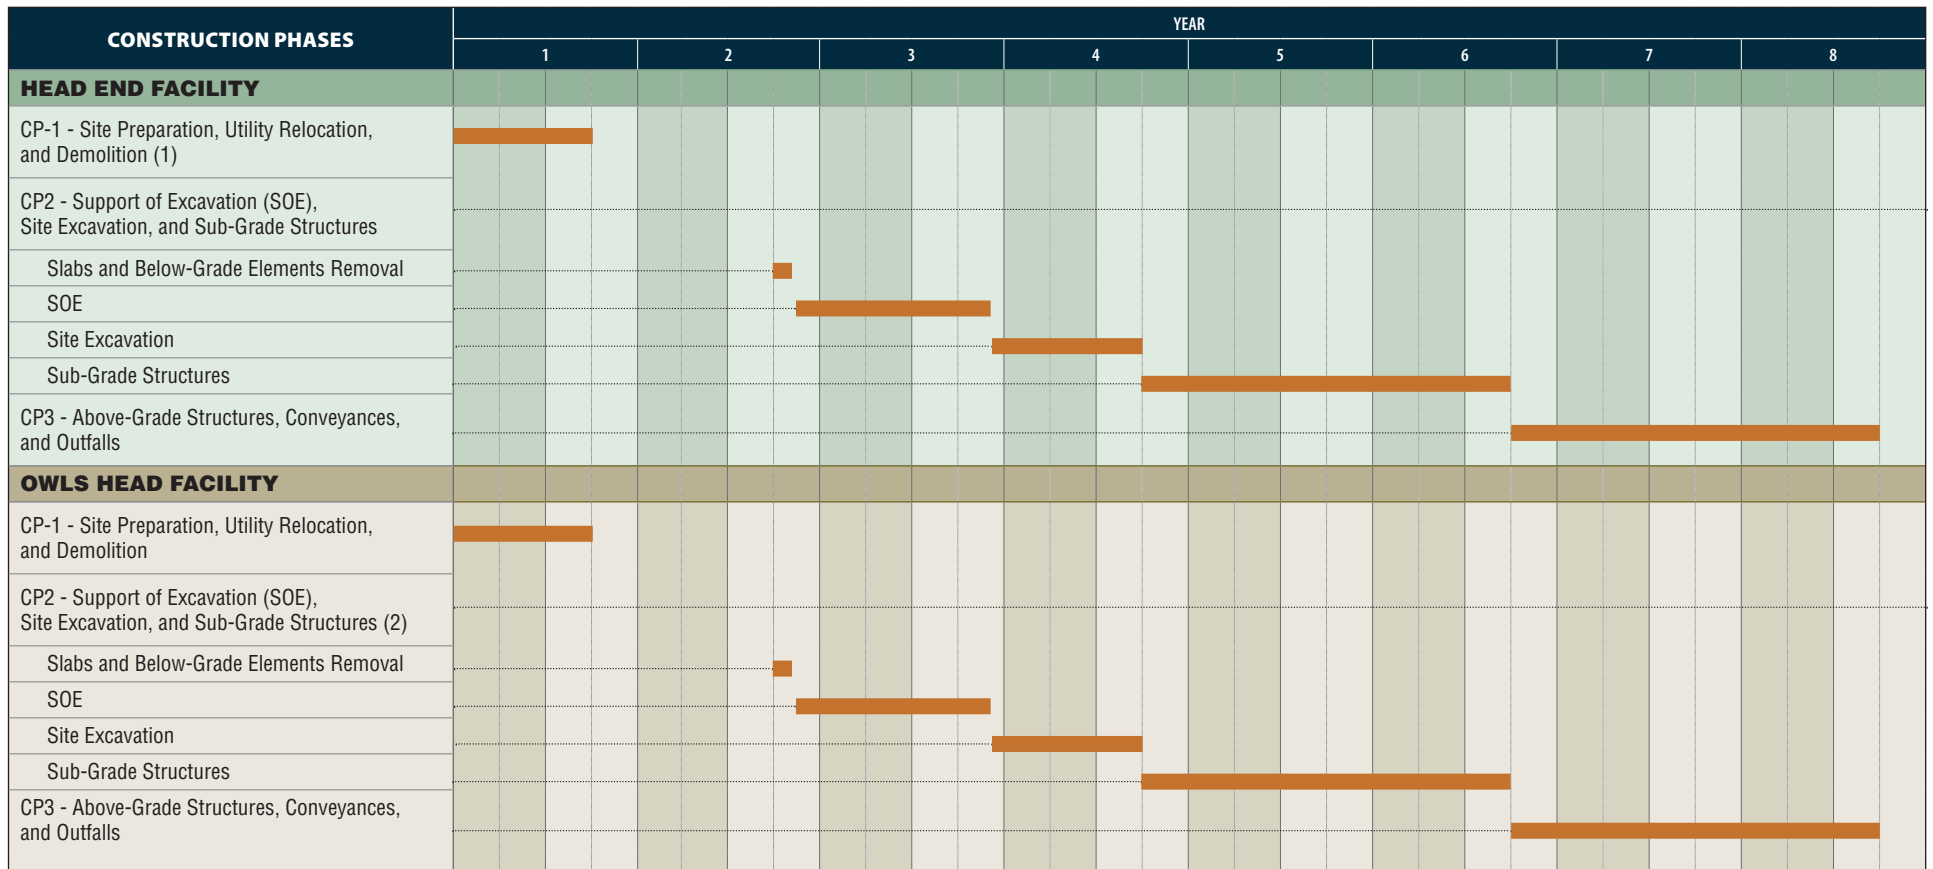 CONSTRUCTION PHASES
YEAR
1 2 3 4 5 6 7 8
HEAD END FACILITY
CP-1 - Site Preparation, Utility Relocation,
and Demolition (1)
CP2 - Support of Excavation (SOE),
Site Excavation, and Sub-Grade Structures
Slabs and Below-Grade Elements Removal
SOE
Site Excavation
Sub-Grade Structures
CP3 - Above-Grade Structures, Conveyances,
and Outfalls
OWLS HEAD FACILITY
CP-1 - Site Preparation, Utility Relocation,
and Demolition
CP2 - Support of Excavation (SOE),
Site Excavation, and Sub-Grade Structures (2)
Slabs and Below-Grade Elements Removal
SOE
Site Excavation
Sub-Grade Structures
CP3 - Above-Grade Structures, Conveyances,
and Outfalls